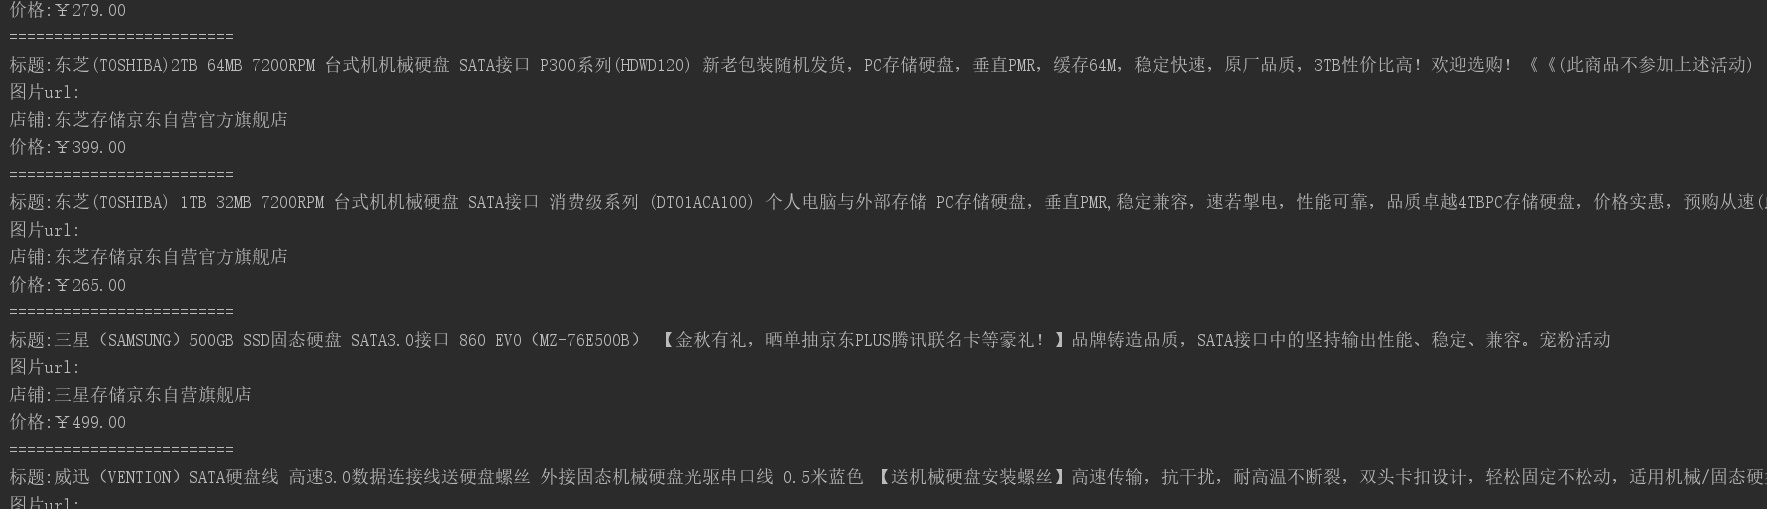 价格:￥279.00
=========================
标题:东芝(TOSHIBA)2TB 64MB 7200RPM 台式机机械硬盘 SATA接口 P300系列(HDWD120) 新老包装随机发货，PC存储硬盘，垂直PMR，缓存64M，稳定快速，原厂品质，3TB性价比高！欢迎选购！《《(此商品不参加上述活动)
图片url:
店铺:东芝存储京东自营官方旗舰店
价格:￥399.00
=========================
标题:东芝(TOSHIBA) 1TB 32MB 7200RPM 台式机机械硬盘 SATA接口 消费级系列 (DT01ACA100) 个人电脑与外部存储 PC存储硬盘，垂直PMR,稳定兼容，速若掣电，性能可靠，品质卓越4TBPC存储硬盘，价格实惠，预购从速(
图片url:
店铺:东芝存储京东自营官方旗舰店
价格:￥265.00
=========================
标题:三星（SAMSUNG）500GB SSD固态硬盘 SATA3.0接口 860 EVO（MZ-76E500B） 【金秋有礼，晒单抽京东PLUS腾讯联名卡等豪礼！】品牌铸造品质，SATA接口中的坚持输出性能、稳定、兼容。宠粉活动
图片url:
店铺:三星存储京东自营旗舰店
价格:￥499.00
=========================
标题:威迅（VENTION）SATA硬盘线 高速3.0数据连接线送硬盘螺丝 外接固态机械硬盘光驱串口线 0.5米蓝色 【送机械硬盘安装螺丝】高速传输，抗干扰，耐高温不断裂，双头卡扣设计，轻松固定不松动，适用机械/固态硬
图片url: